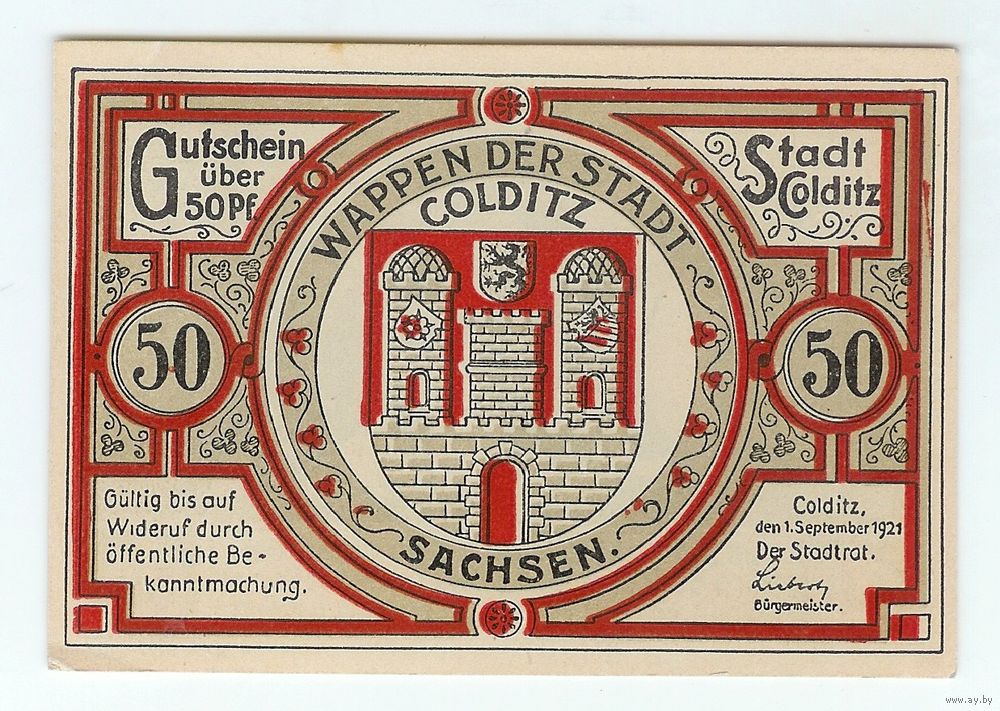 Gutschein
über
50 Pf.
WAPPEN DER STADT
COLDITZ
Stadt
Colditz
50
50
SACHSEN.
Gültig bis auf
Wideruf durch
öffentliche Be-
kanntmachung.
Colditz,
den 1. September 1921
Der Stadtrat.
Bürgermeister.
www.ay.by